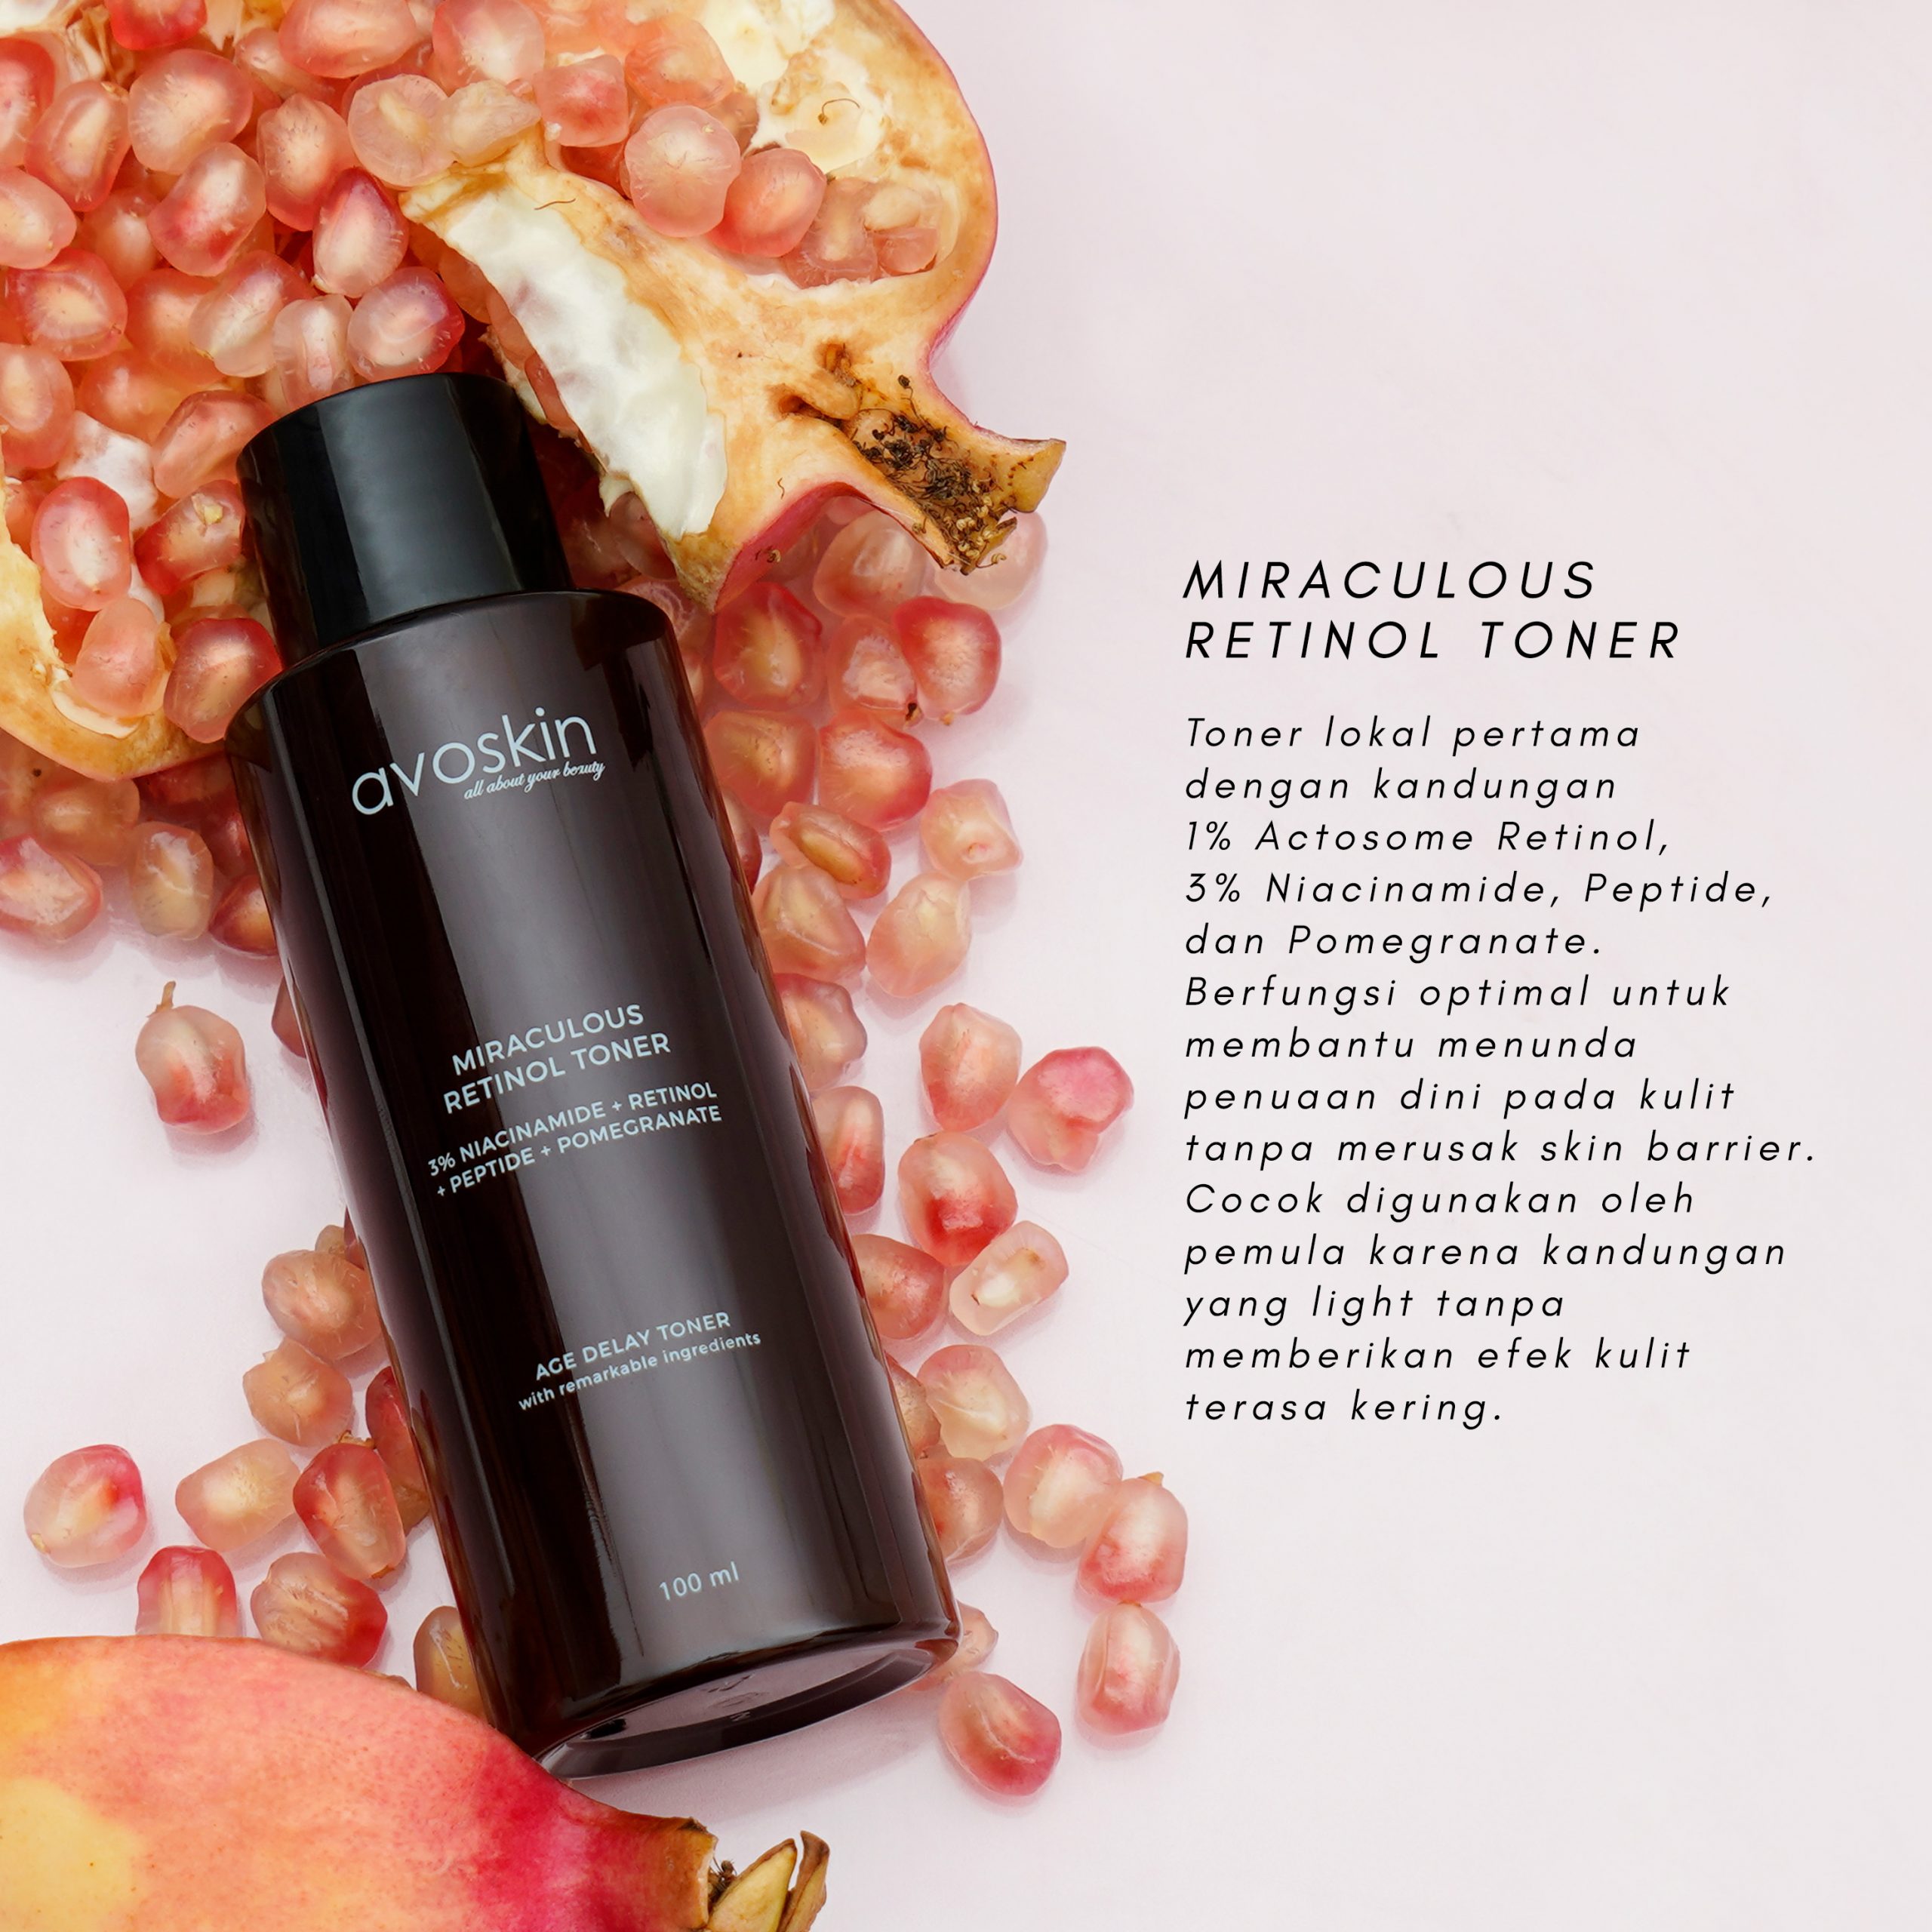 avoskin
all about your beauty
MIRACULOUS
RETINOL TONER
3% NIACINAMIDE + RETINOL
+ PEPTIDE + POMEGRANATE
AGE DELAY TONER
with remarkable ingredients
100 ml
MIRACULOUS
RETINOL TONER
Toner lokal pertama
dengan kandungan
1% Actosome Retinol,
3% Niacinamide, Peptide,
dan Pomegranate.
Berfungsi optimal untuk
membantu menunda
penuaan dini pada kulit
tanpa merusak skin barrier.
Cocok digunakan oleh
pemula karena kandungan
yang light tanpa
memberikan efek kulit
terasa kering.